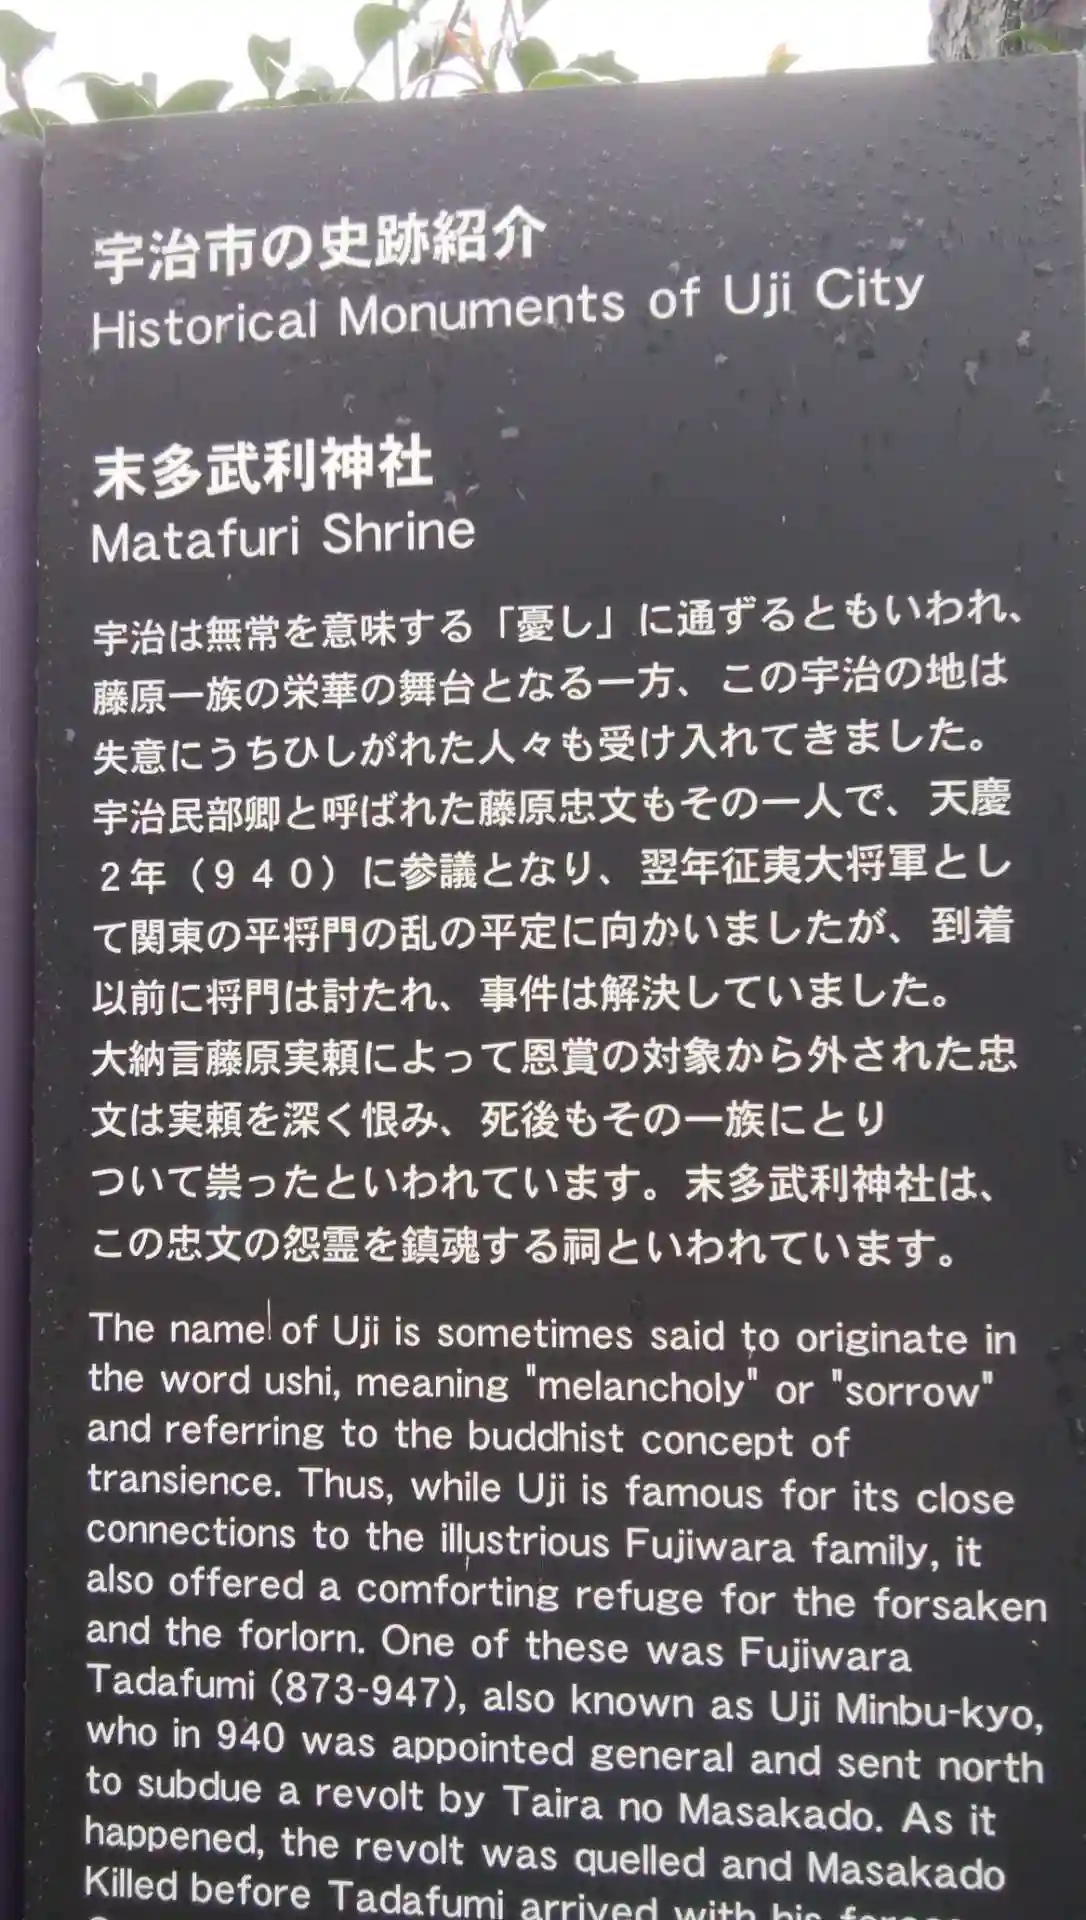 宇治市の史跡紹介
Historical Monuments of Uji City
末多武利神社
Matafuri Shrine
宇治は無常を意味する「憂し」に通ずるともいわれ、
藤原一族の栄華の舞台となる一方、この宇治の地は
失意にうちひしがれた人々も受け入れてきました。
宇治民部卿と呼ばれた藤原忠文もその一人で、天慶
２年（９４０）に参議となり、翌年征夷大将軍とし
て関東の平将門の乱の平定に向かいましたが、到着
以前に将門は討たれ、事件は解決していました。
大納言藤原実頼によって恩賞の対象から外された忠
文は実頼を深く恨み、死後もその一族にとり
ついて祟ったといわれています。末多武利神社は、
この忠文の怨霊を鎮魂する祠といわれています。
The name of Uji is sometimes said to originate in
the word ushi, meaning "melancholy" or "sorrow"
and referring to the buddhist concept of
transience. Thus, while Uji is famous for its close
connections to the illustrious Fujiwara family, it
also offered a comforting refuge for the forsaken
and the forlorn. One of these was Fujiwara
Tadafumi (873-947), also known as Uji Minbu-kyo,
who in 940 was appointed general and sent north
to subdue a revolt by Taira no Masakado. As it
happened, the revolt was quelled and Masakado
Killed before Tadafumi arrived with his